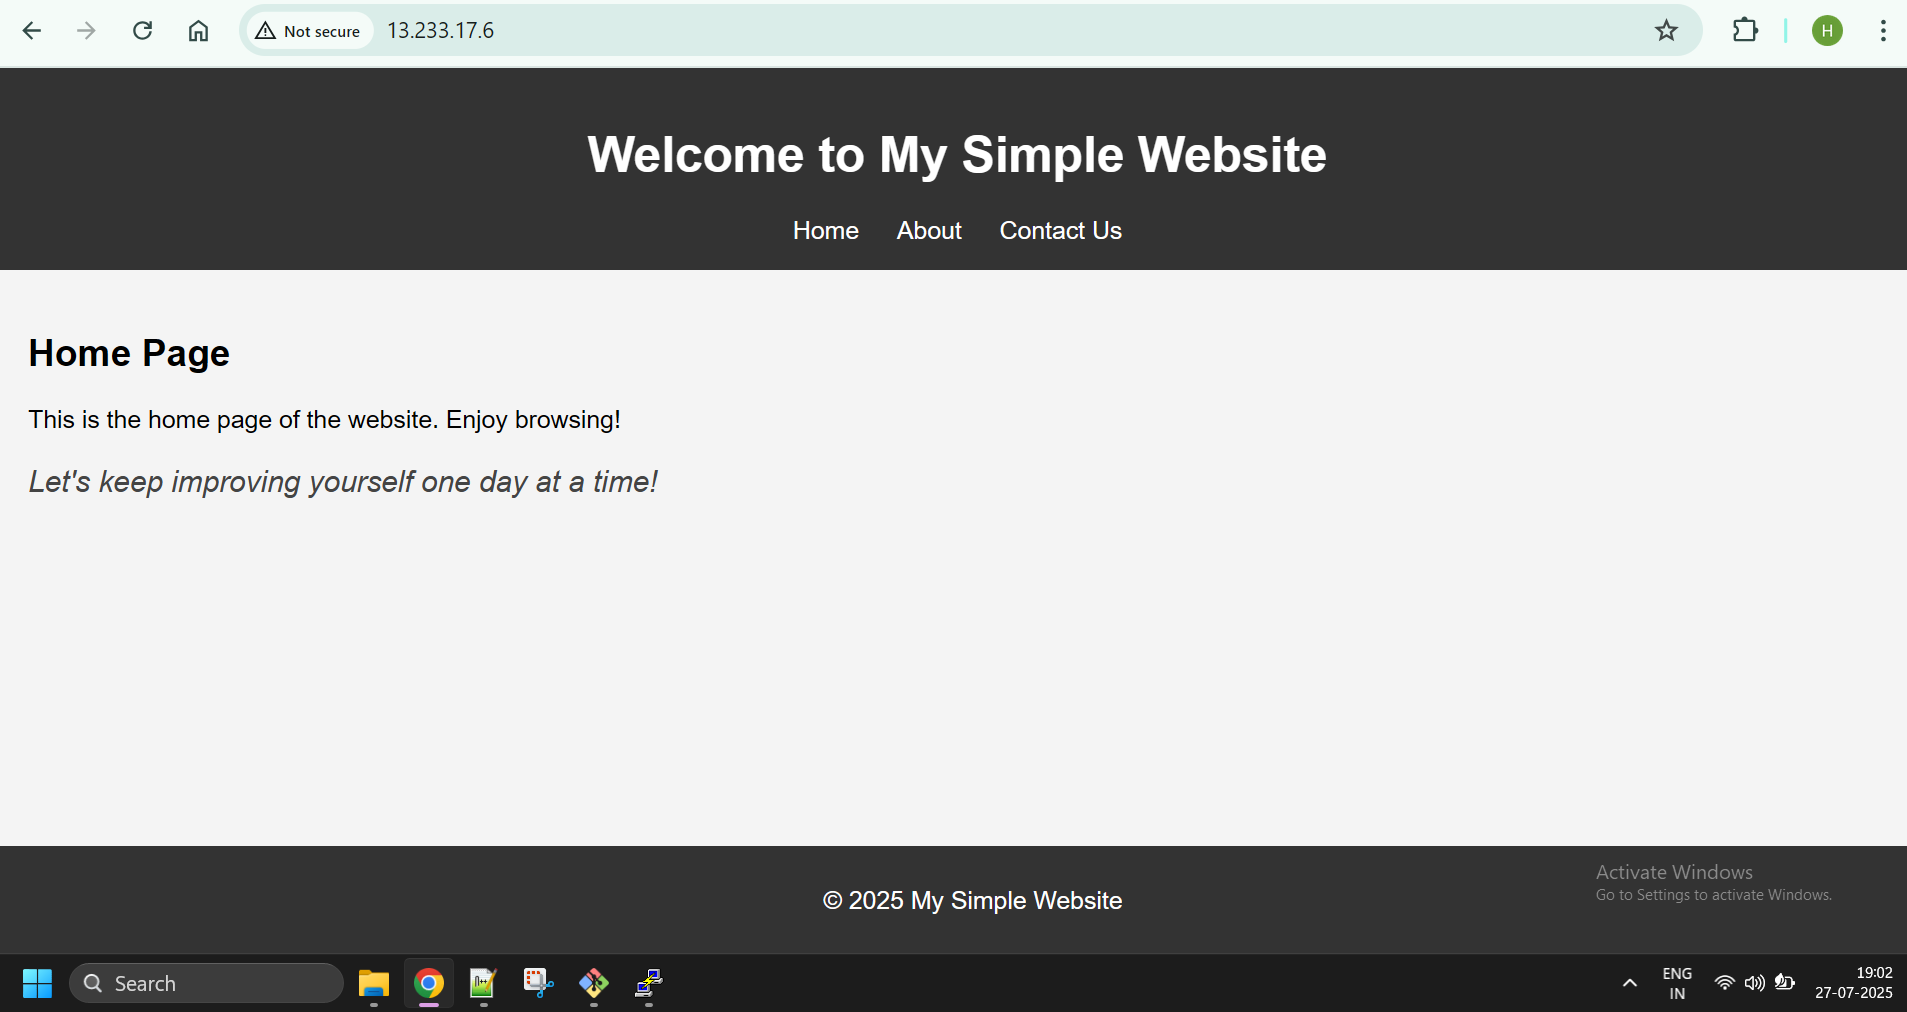 Not secure 13.233.17.6 H
Welcome to My Simple Website
Home About Contact Us
Home Page
This is the home page of the website. Enjoy browsing!
Let's keep improving yourself one day at a time!
Activate Windows
Go to Settings to activate Windows.
© 2025 My Simple Website
Search
ENG
IN
19:02
27-07-2025